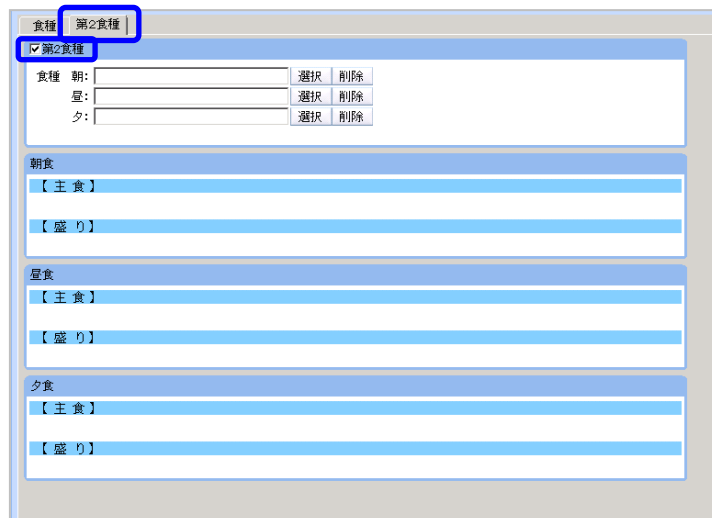 食種 第2食種
第2食種
食種 朝: 選択 削除
昼: 選択 削除
夕: 選択 削除
朝食
【 主 食 】
【 盛 り 】
昼食
【 主 食 】
【 盛 り 】
夕食
【 主 食 】
【 盛 り 】